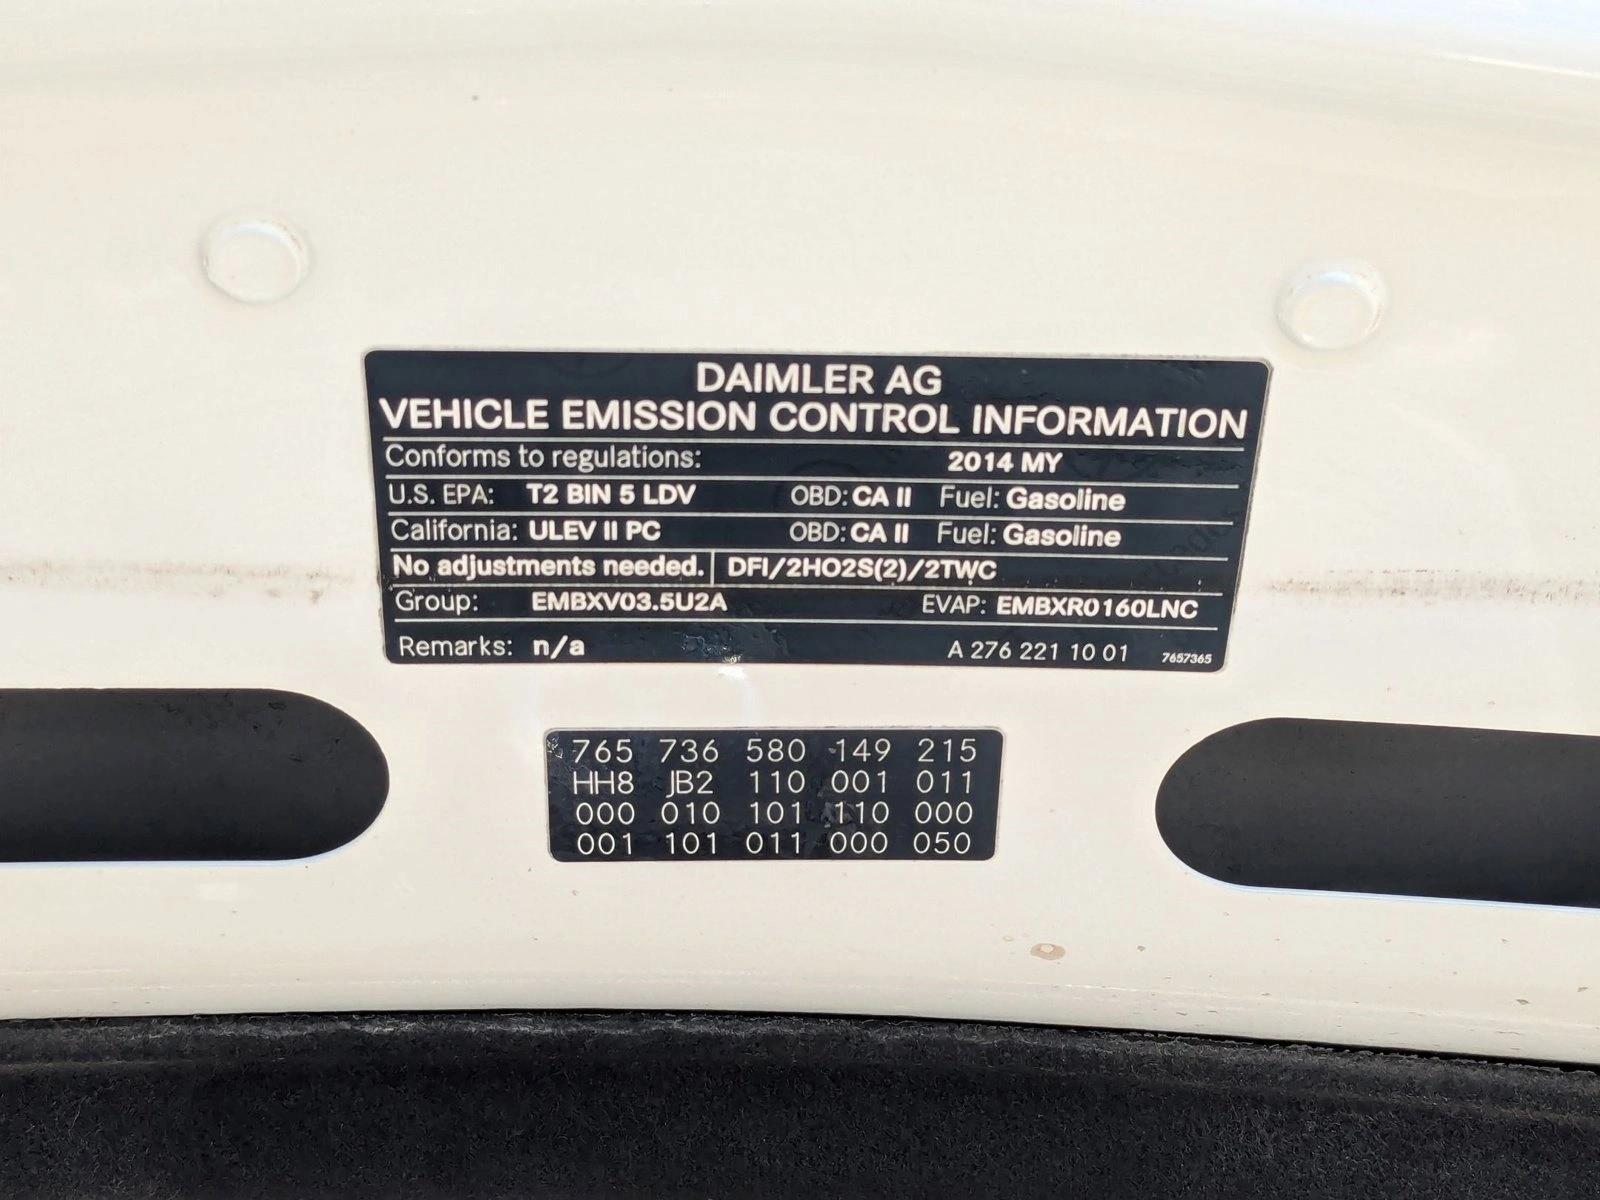 DAIMLER AG
VEHICLE EMISSION CONTROL INFORMATION
Conforms to regulations: 2014 MY
U.S. EPA: T2 BIN 5 LDV OBD: CA II Fuel: Gasoline
California: ULEV II PC OBD: CA II Fuel: Gasoline
No adjustments needed. DFI/2HO2S(2)/2TWC
Group: EMBXV03.5U2A EVAP: EMBXR0160LNC
Remarks: n/a A 276 221 10 01 7657365
765 736 580 149 215
HH8 JB2 110 001 011
000 010 101 110 000
001 101 011 000 050